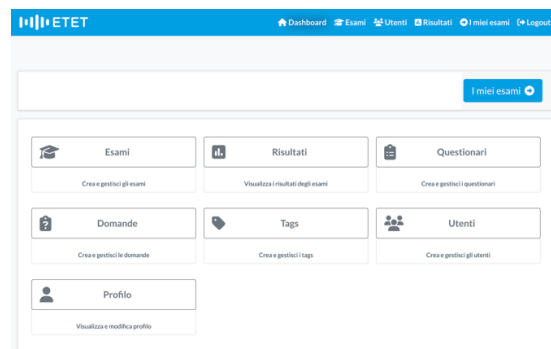 ETET Dashboard Esami Utenti Risultati I miei esami Logout
I miei esami
Esami Risultati Questionari
Crea e gestisci gli esami Visualizza i risultati degli esami Crea e gestisci i questionari
Domande Tags Utenti
Crea e gestisci le domande Crea e gestisci i tags Crea e gestisci gli utenti
Profilo
Visualizza e modifica profilo